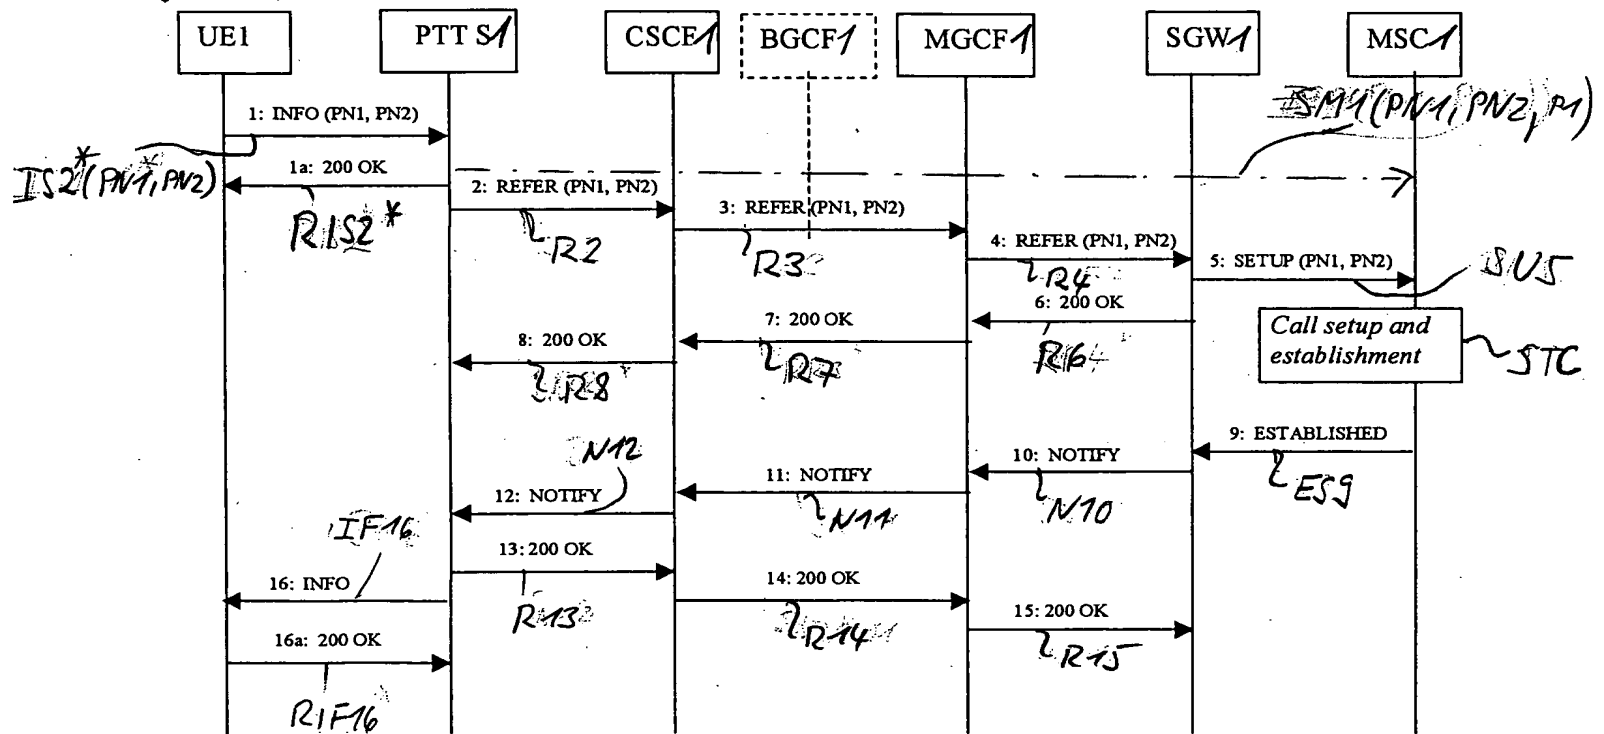 UE1
PTT S1
CSCF1
BGCF1
MGCF1
SGW1
MSC1
ISM1(PN1, PN2, P1)
1: INFO (PN1, PN2)
IS2*(PN1*, PN2)
1a: 200 OK
RIS2*
2: REFER (PN1, PN2)
R2
3: REFER (PN1, PN2)
R3
4: REFER (PN1, PN2)
R4
5: SETUP (PN1, PN2)
SU5
6: 200 OK
R6
7: 200 OK
R7
8: 200 OK
R8
Call setup and
establishment
STC
9: ESTABLISHED
ES9
10: NOTIFY
N10
11: NOTIFY
N11
N12
12: NOTIFY
IF16
13: 200 OK
R13
16: INFO
14: 200 OK
R14
15: 200 OK
R15
16a: 200 OK
RIF16